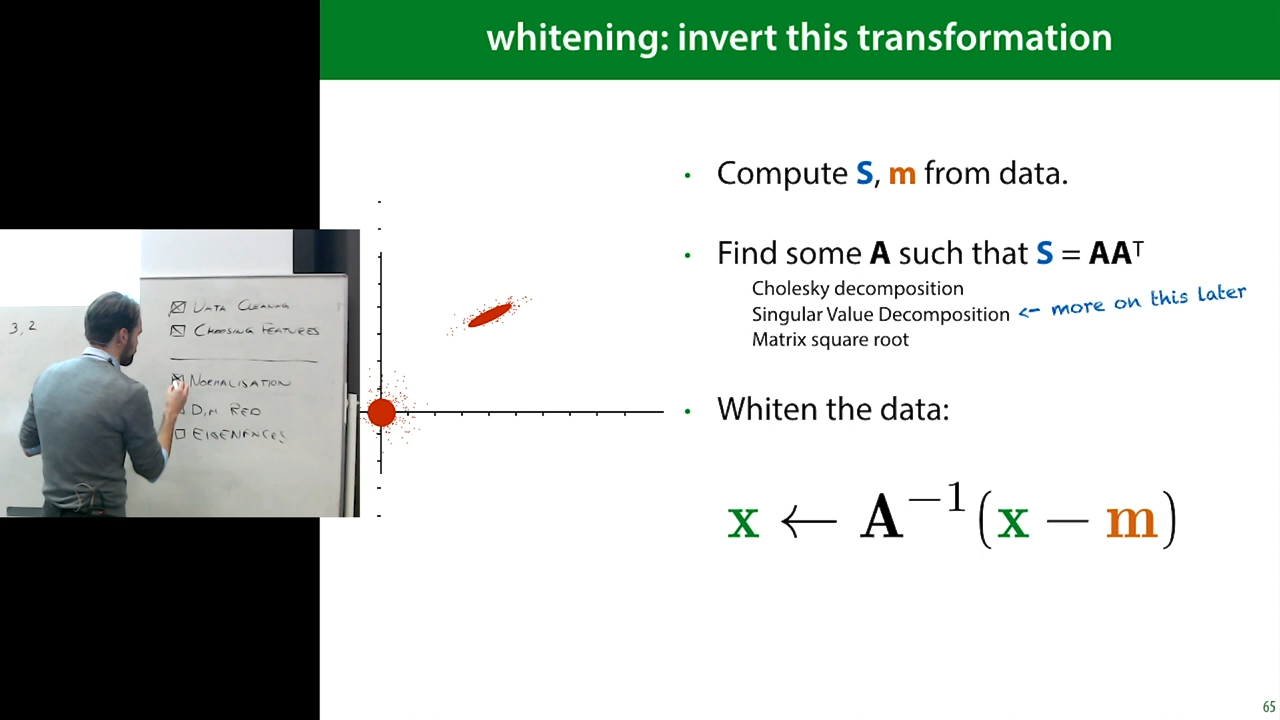 whitening: invert this transformation
• Compute S, m from data.
• Find some A such that S = AAᵀ
Cholesky decomposition
Singular Value Decomposition <- more on this later
Matrix square root
• Whiten the data:
x ← A⁻¹(x − m)
3, 2
DATA CLEANING
CHOOSING FEATURES
NORMALISATION
DIM RED
EIGENFACES
65